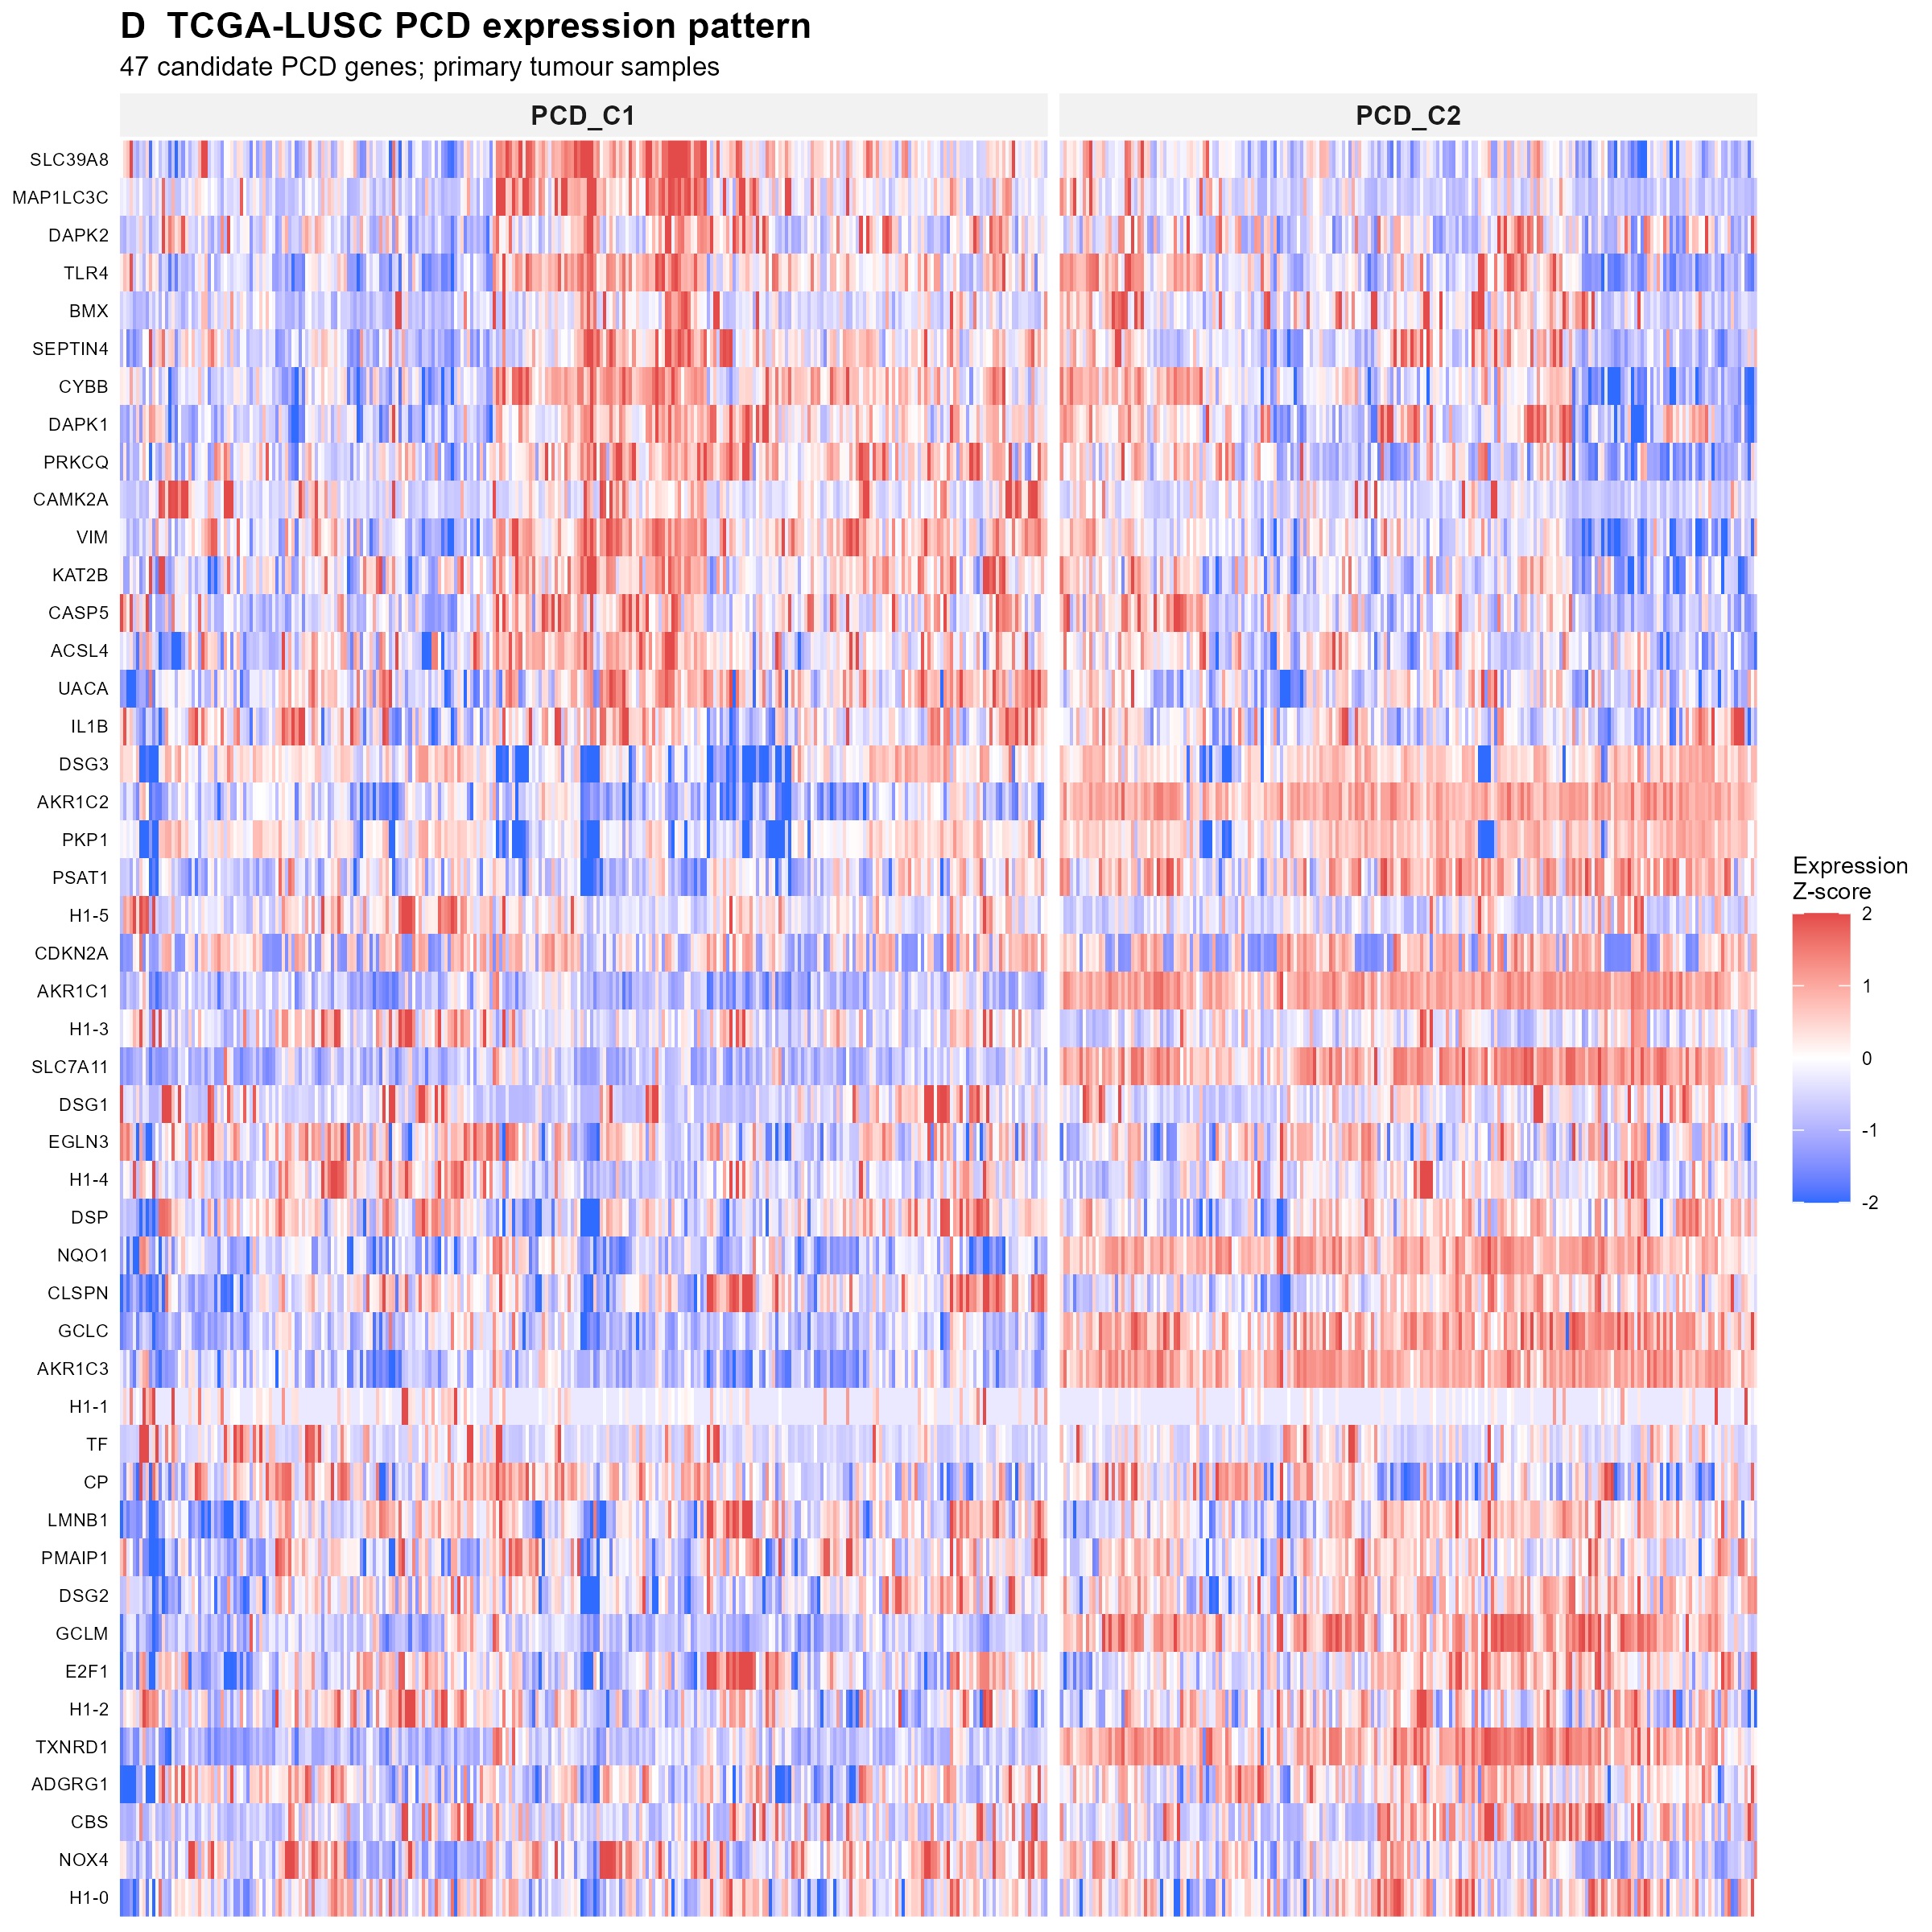 D TCGA-LUSC PCD expression pattern
47 candidate PCD genes; primary tumour samples
PCD_C1
PCD_C2
SLC39A8
MAP1LC3C
DAPK2
TLR4
BMX
SEPTIN4
CYBB
DAPK1
PRKCQ
CAMK2A
VIM
KAT2B
CASP5
ACSL4
UACA
IL1B
DSG3
AKR1C2
PKP1
PSAT1
H1-5
CDKN2A
AKR1C1
H1-3
SLC7A11
DSG1
EGLN3
H1-4
DSP
NQO1
CLSPN
GCLC
AKR1C3
H1-1
TF
CP
LMNB1
PMAIP1
DSG2
GCLM
E2F1
H1-2
TXNRD1
ADGRG1
CBS
NOX4
H1-0
Expression
Z-score
2
1
0
-1
-2